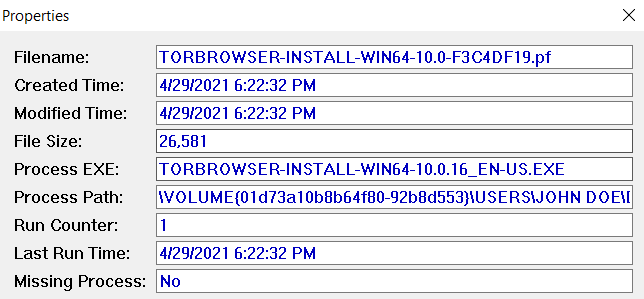 Properties
Filename: TORBROWSER-INSTALL-WIN64-10.0-F3C4DF19.pf
Created Time: 4/29/2021 6:22:32 PM
Modified Time: 4/29/2021 6:22:32 PM
File Size: 26,581
Process EXE: TORBROWSER-INSTALL-WIN64-10.0.16_EN-US.EXE
Process Path: \VOLUME{01d73a10b8b64f80-92b8d553}\USERS\JOHN DOE\
Run Counter: 1
Last Run Time: 4/29/2021 6:22:32 PM
Missing Process: No